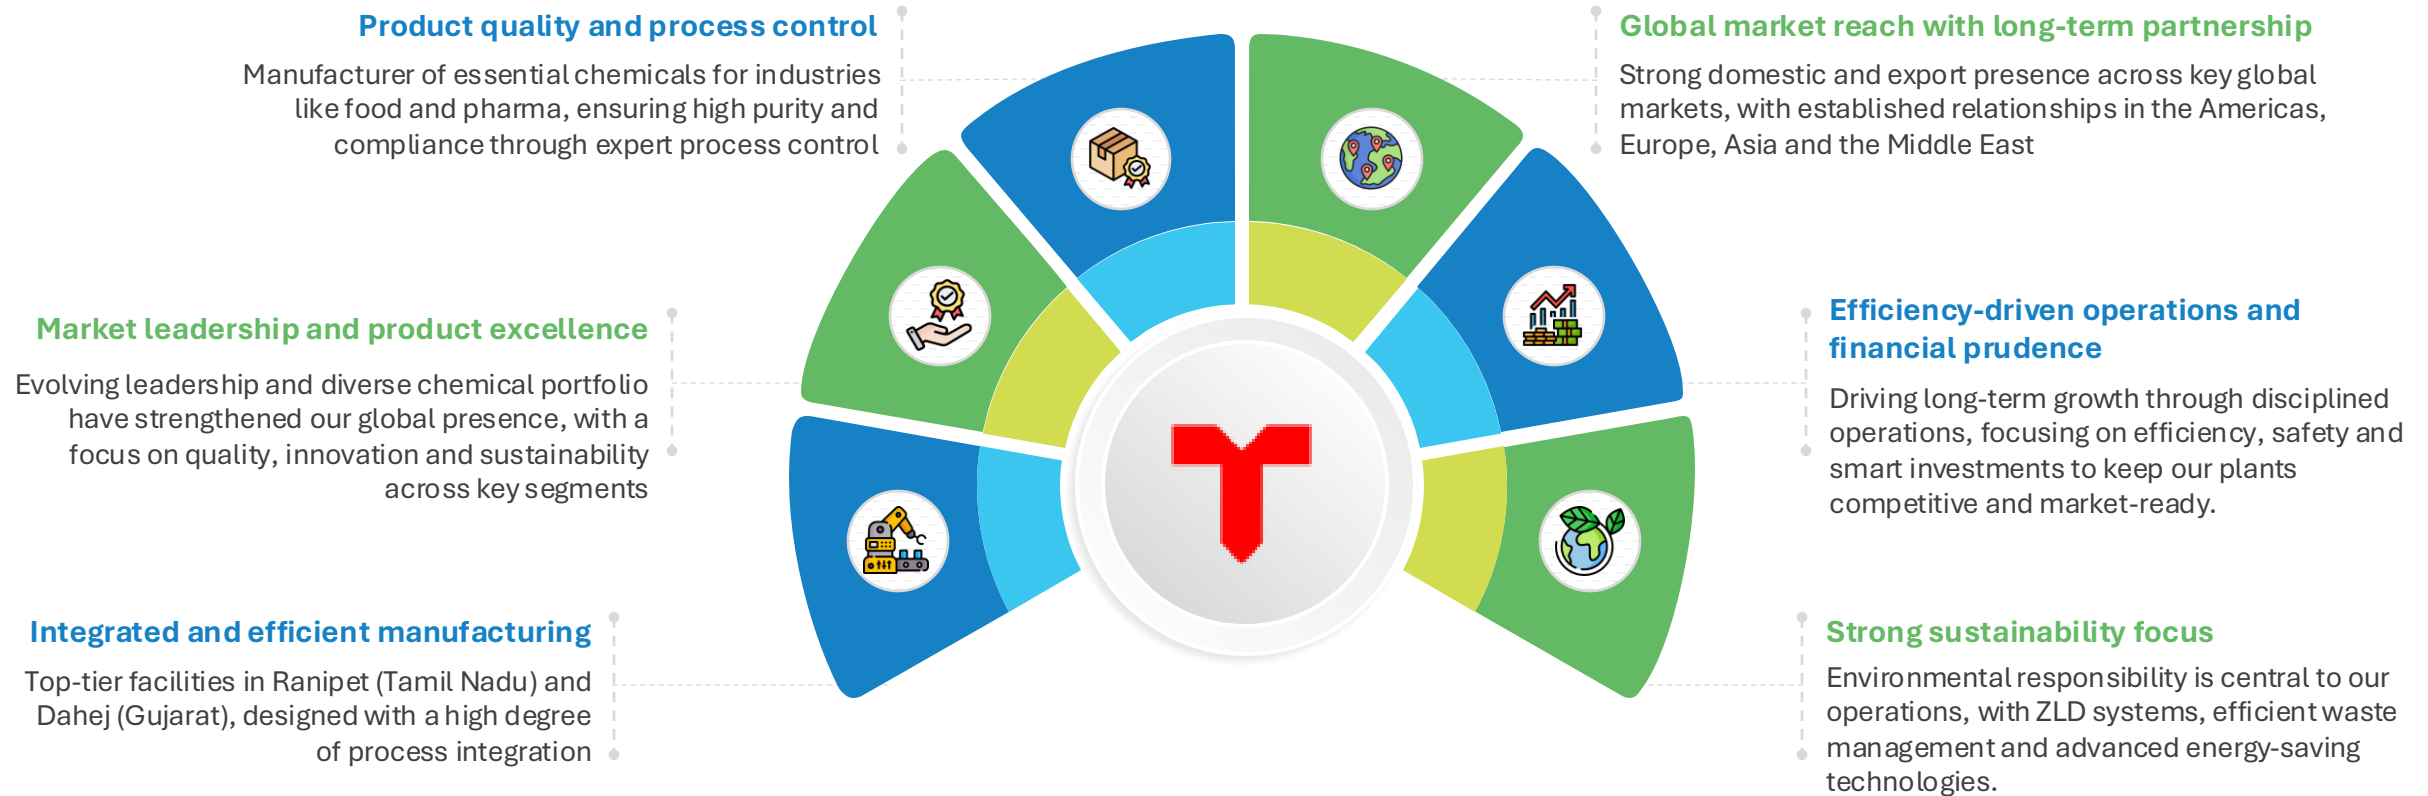 Product quality and process control
Manufacturer of essential chemicals for industries
like food and pharma, ensuring high purity and
compliance through expert process control
Global market reach with long-term partnership
Strong domestic and export presence across key global
markets, with established relationships in the Americas,
Europe, Asia and the Middle East
Market leadership and product excellence
Evolving leadership and diverse chemical portfolio
have strengthened our global presence, with a
focus on quality, innovation and sustainability
across key segments
Efficiency-driven operations and
financial prudence
Driving long-term growth through disciplined
operations, focusing on efficiency, safety and
smart investments to keep our plants
competitive and market-ready.
Integrated and efficient manufacturing
Top-tier facilities in Ranipet (Tamil Nadu) and
Dahej (Gujarat), designed with a high degree
of process integration
Strong sustainability focus
Environmental responsibility is central to our
operations, with ZLD systems, efficient waste
management and advanced energy-saving
technologies.